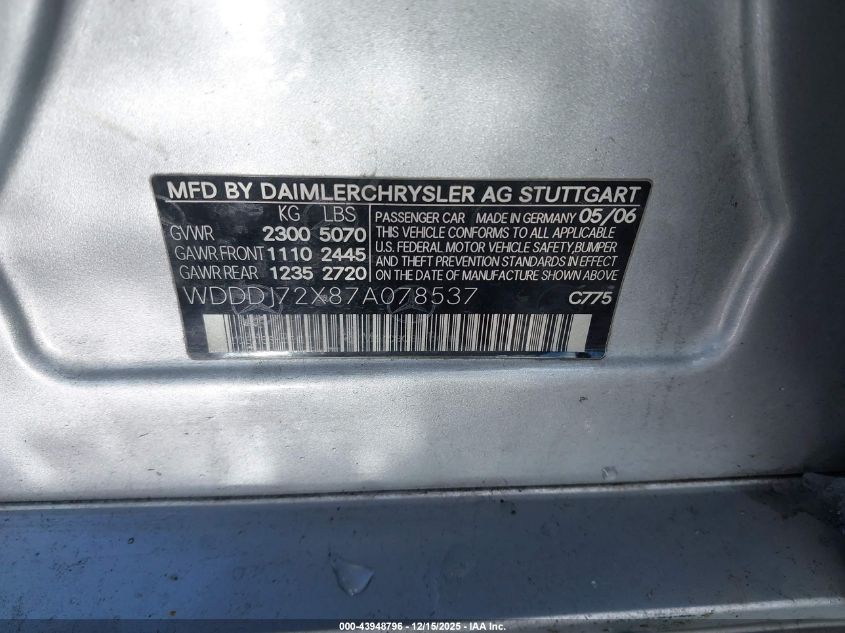 MFD BY DAIMLERCHRYSLER AG STUTTGART
KG LBS
GVWR 2300 5070
GAWR FRONT 1110 2445
GAWR REAR 1235 2720
PASSENGER CAR MADE IN GERMANY 05/06
THIS VEHICLE CONFORMS TO ALL APPLICABLE
U.S. FEDERAL MOTOR VEHICLE SAFETY, BUMPER
AND THEFT PREVENTION STANDARDS IN EFFECT
ON THE DATE OF MANUFACTURE SHOWN ABOVE.
WDDDJ72X87A078537 C775
000-43948796 - 12/15/2025 - IAA Inc.